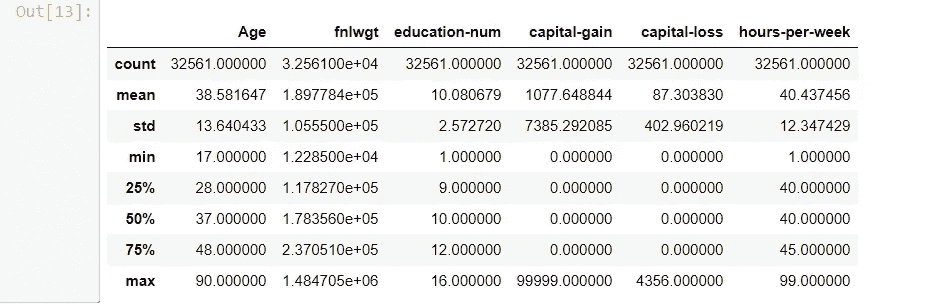 Out[13]:
Age fnlwgt education-num capital-gain capital-loss hours-per-week
count 32561.000000 3.256100e+04 32561.000000 32561.000000 32561.000000 32561.000000
mean 38.581647 1.897784e+05 10.080679 1077.648844 87.303830 40.437456
std 13.640433 1.055500e+05 2.572720 7385.292085 402.960219 12.347429
min 17.000000 1.228500e+04 1.000000 0.000000 0.000000 1.000000
25% 28.000000 1.178270e+05 9.000000 0.000000 0.000000 40.000000
50% 37.000000 1.783560e+05 10.000000 0.000000 0.000000 40.000000
75% 48.000000 2.370510e+05 12.000000 0.000000 0.000000 45.000000
max 90.000000 1.484705e+06 16.000000 99999.000000 4356.000000 99.000000